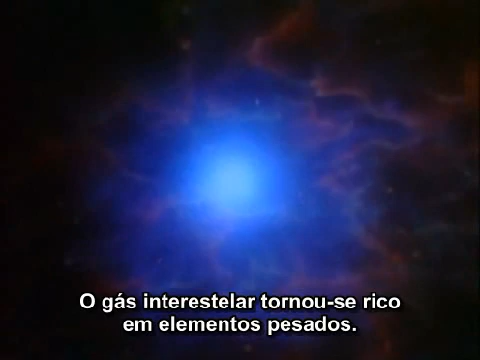 O gás interestelar tornou-se rico
em elementos pesados.